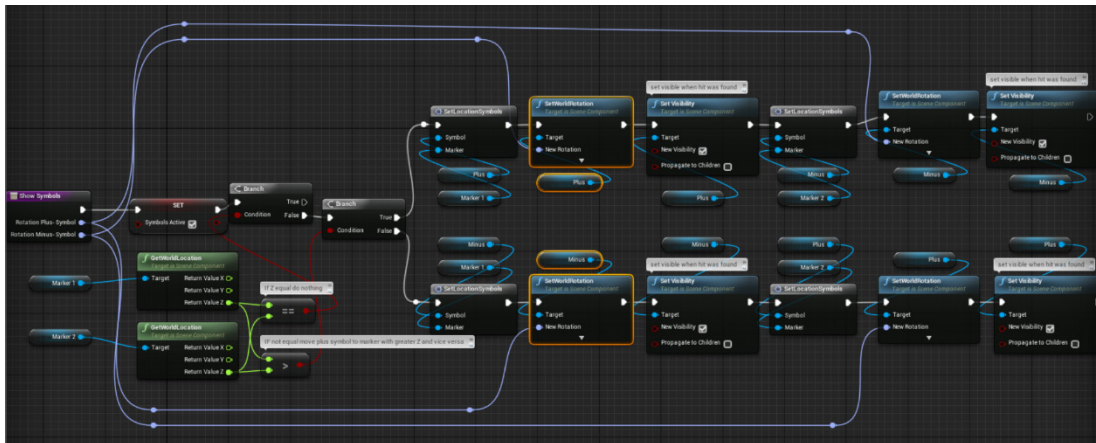 set visible when hit was found
SetWorldRotation
Target is Scene Component
Target
New Rotation
Set Visibility
Target is Scene Component
Target
New Visibility
Propagate to Children
SetLocationSymbols
Symbol
Marker
Plus
Marker 1
SetWorldRotation
Target is Scene Component
Target
New Rotation
Plus
set visible when hit was found
Set Visibility
Target is Scene Component
Target
New Visibility
Propagate to Children
Plus
SetLocationSymbols
Symbol
Marker
Minus
Marker 2
Minus
Minus
Show Symbols
Rotation Plus- Symbol
Rotation Minus- Symbol
SET
Symbols Active
Branch
Condition
True
False
Branch
Condition
True
False
Marker 1
GetWorldLocation
Target is Scene Component
Target
Return Value X
Return Value Y
Return Value Z
If Z equal do nothing
==
Marker 2
GetWorldLocation
Target is Scene Component
Target
Return Value X
Return Value Y
Return Value Z
IF not equal move plus symbol to marker with greater Z and vice versa
>
Minus
Marker 1
SetLocationSymbols
Symbol
Marker
Minus
SetWorldRotation
Target is Scene Component
Target
New Rotation
Minus
set visible when hit was found
Set Visibility
Target is Scene Component
Target
New Visibility
Propagate to Children
Plus
Marker 2
SetLocationSymbols
Symbol
Marker
Plus
SetWorldRotation
Target is Scene Component
Target
New Rotation
Plus
set visible when hit was found
Set Visibility
Target is Scene Component
Target
New Visibility
Propagate to Children